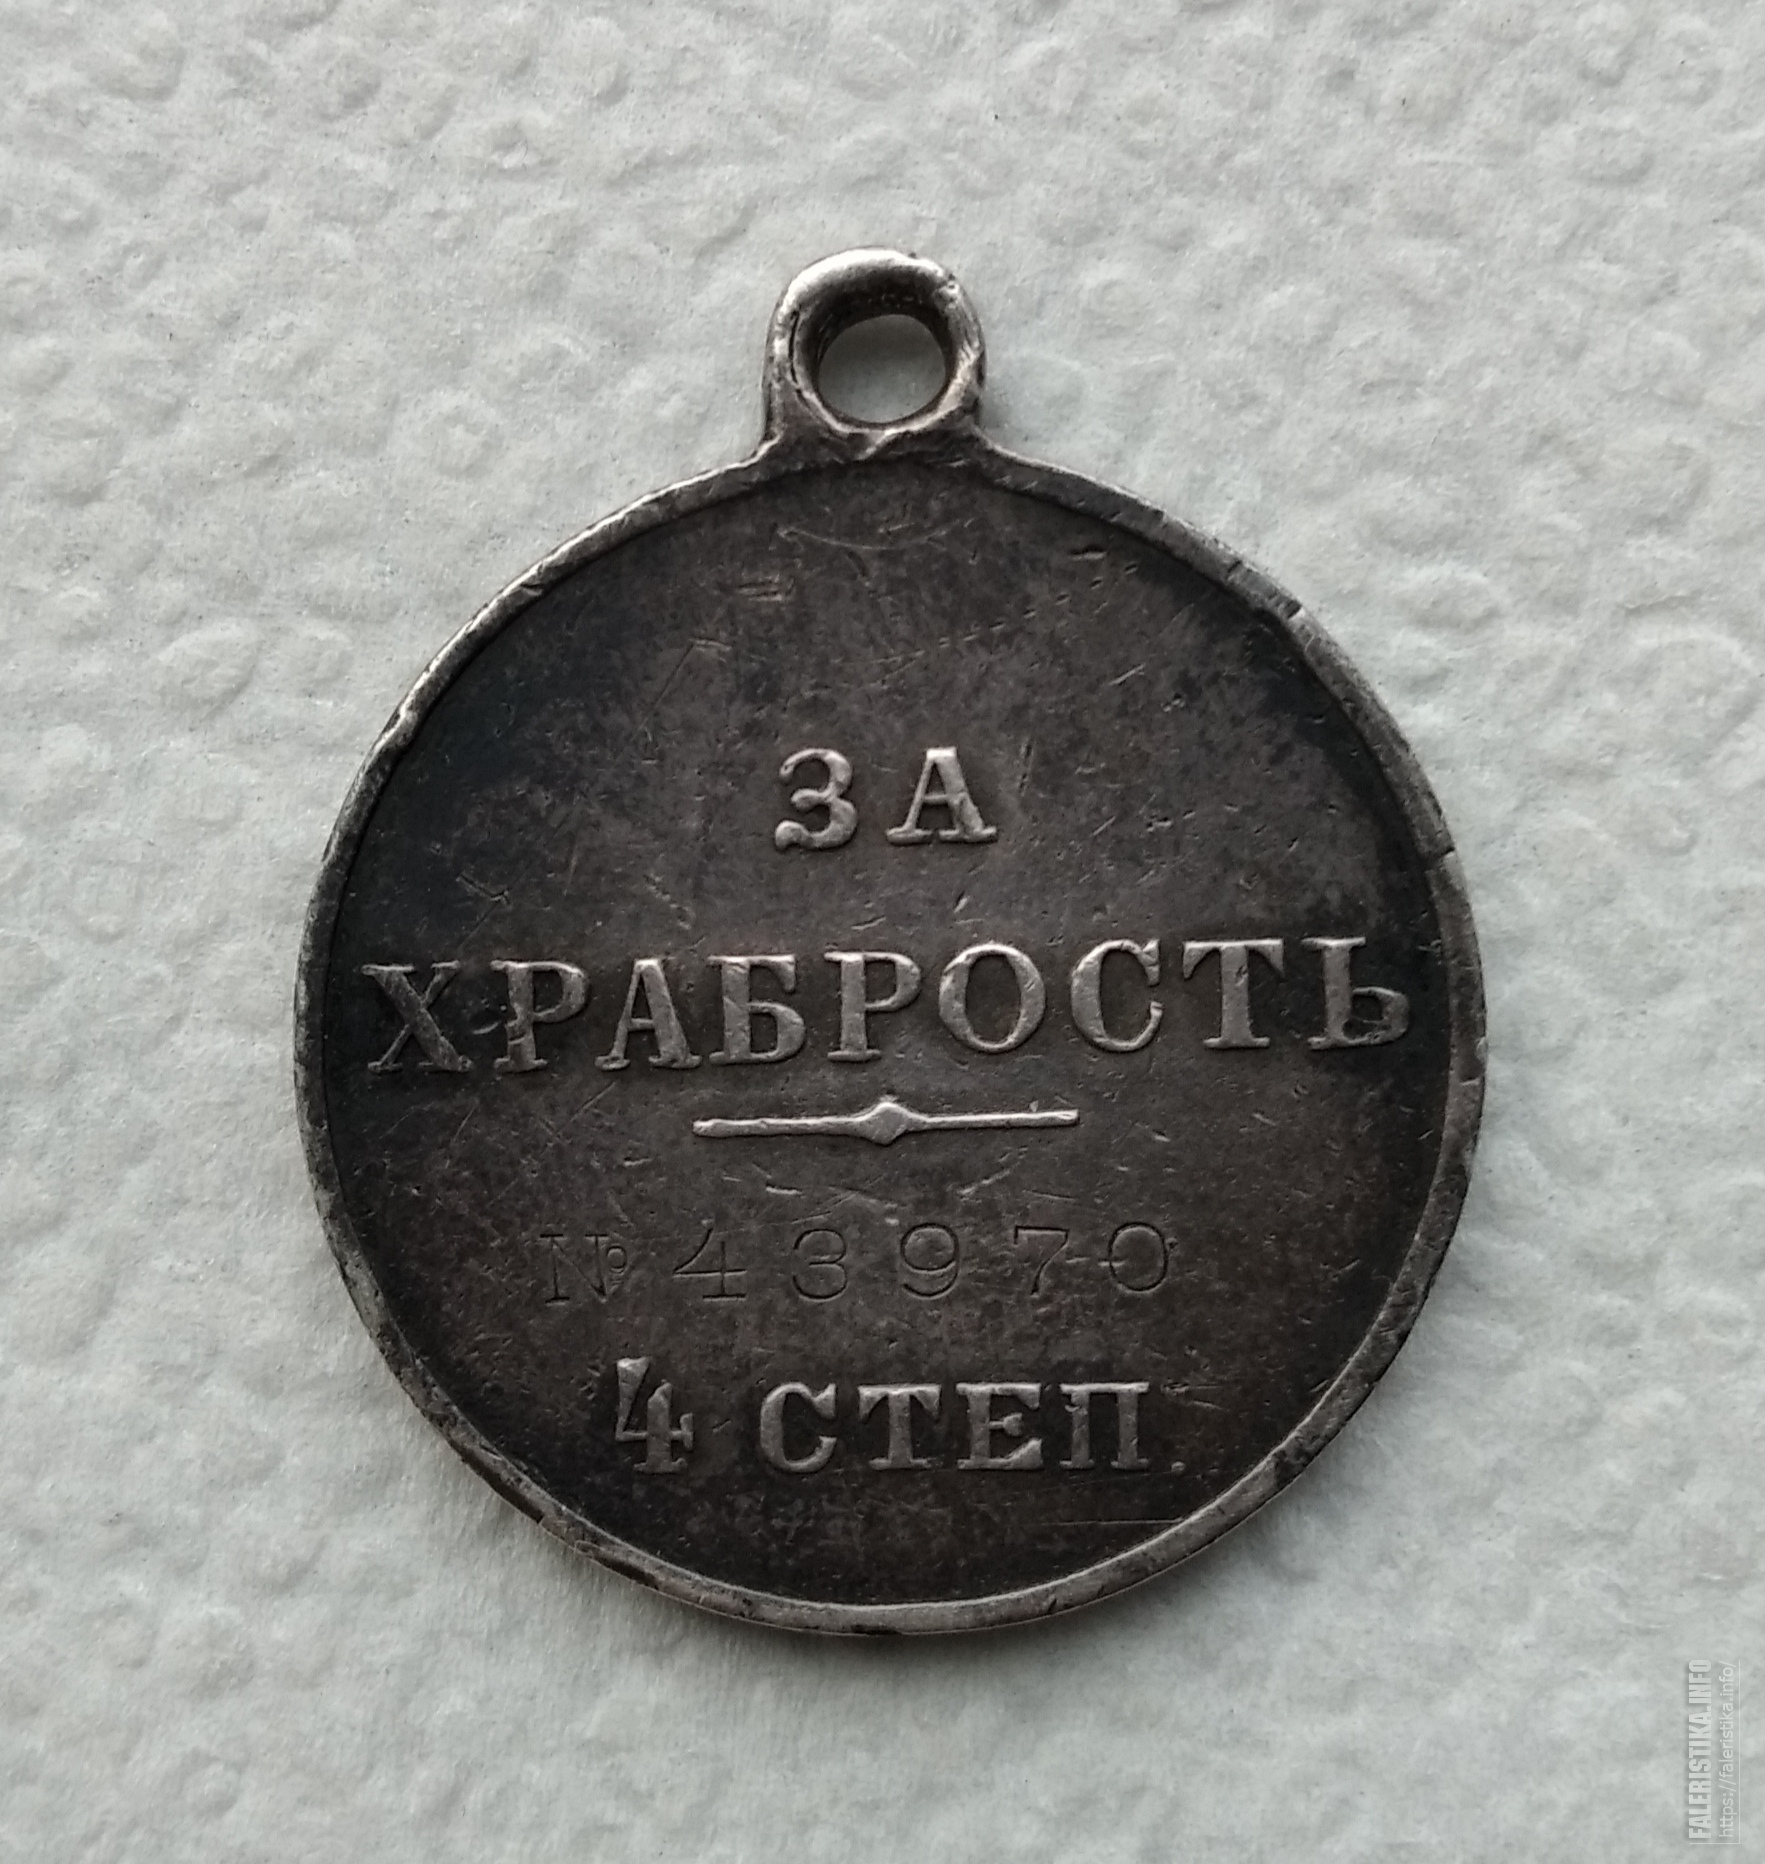 ЗА
ХРАБРОСТЬ
№ 43970
4 СТЕП.
FALERISTIKA.INFO
https://faleristika.info/